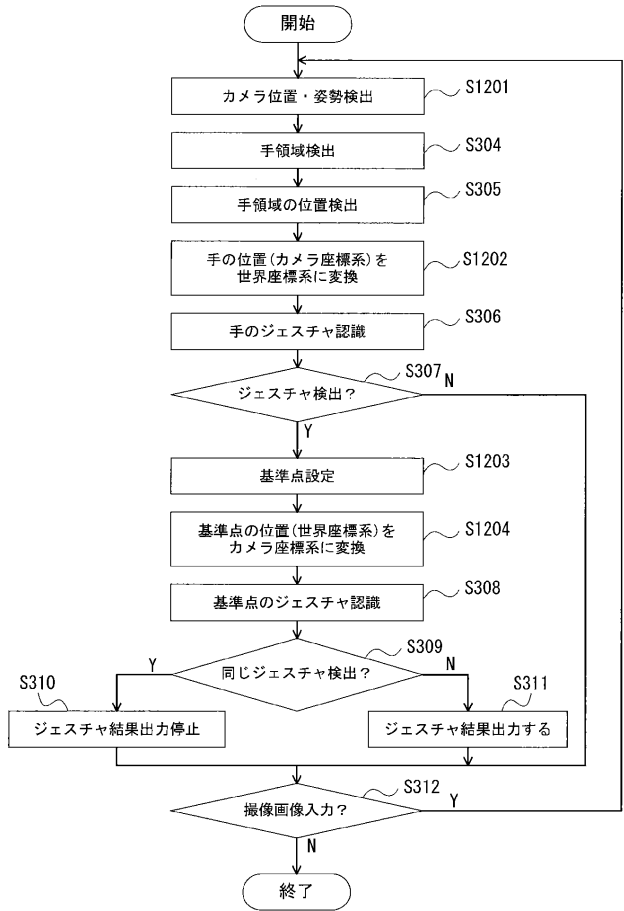 開始
カメラ位置・姿勢検出
S1201
手領域検出
S304
手領域の位置検出
S305
手の位置(カメラ座標系)を
世界座標系に変換
S1202
手のジェスチャ認識
S306
ジェスチャ検出?
S307
N
Y
基準点設定
S1203
基準点の位置(世界座標系)を
カメラ座標系に変換
S1204
基準点のジェスチャ認識
S308
同じジェスチャ検出?
S309
Y
N
S310
S311
ジェスチャ結果出力停止
ジェスチャ結果出力する
撮像画像入力?
S312
Y
N
終了